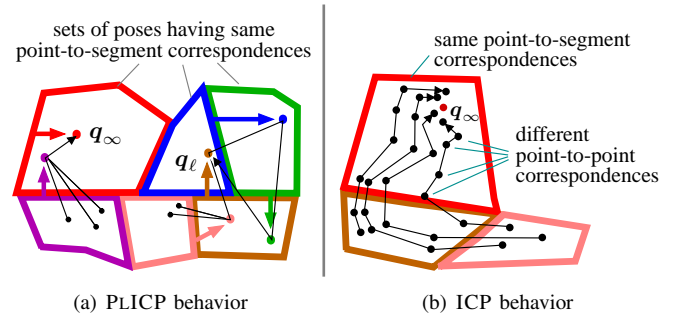 sets of poses having same
point-to-segment correspondences
q∞
qℓ
(a) PLICP behavior
same point-to-segment
correspondences
q∞
different
point-to-point
correspondences
(b) ICP behavior